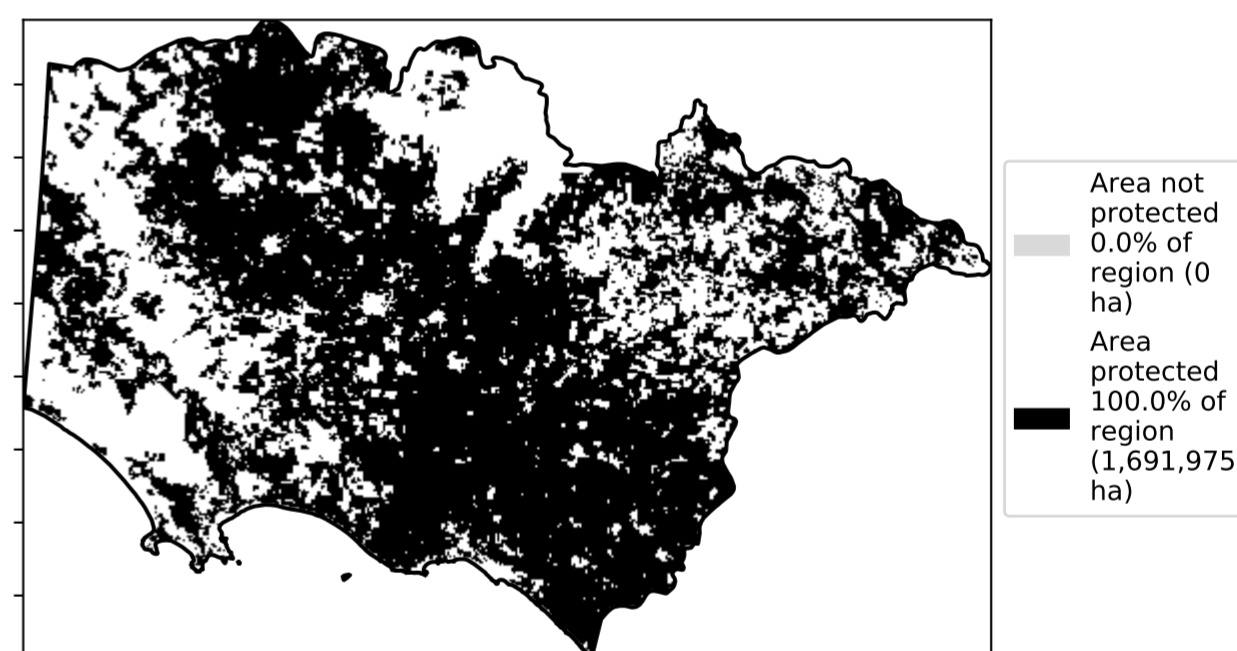 Area not
protected
0.0% of
region (0
ha)
Area
protected
100.0% of
region
(1,691,975
ha)